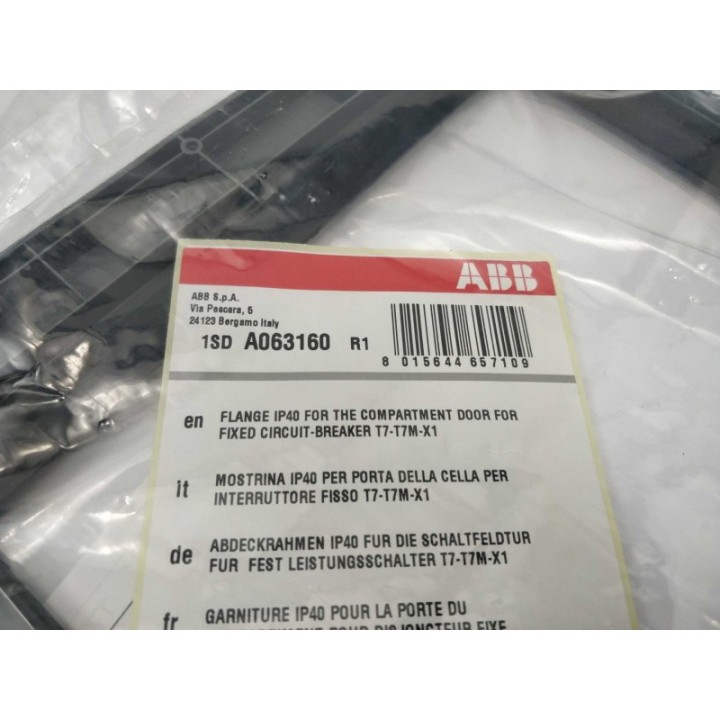 ABB
ABB S.p.A.
Via Pescara, 5
24123 Bergamo Italy
1SD A063160 R1
8 015644 657109
en FLANGE IP40 FOR THE COMPARTMENT DOOR FOR
FIXED CIRCUIT-BREAKER T7-T7M-X1
it MOSTRINA IP40 PER PORTA DELLA CELLA PER
INTERRUTTORE FISSO T7-T7M-X1
de ABDECKRAHMEN IP40 FUR DIE SCHALTFELDTUR
FUR FEST LEISTUNGSSCHALTER T7-T7M-X1
fr GARNITURE IP40 POUR LA PORTE DU
POUR DISJONCTEUR FIXE